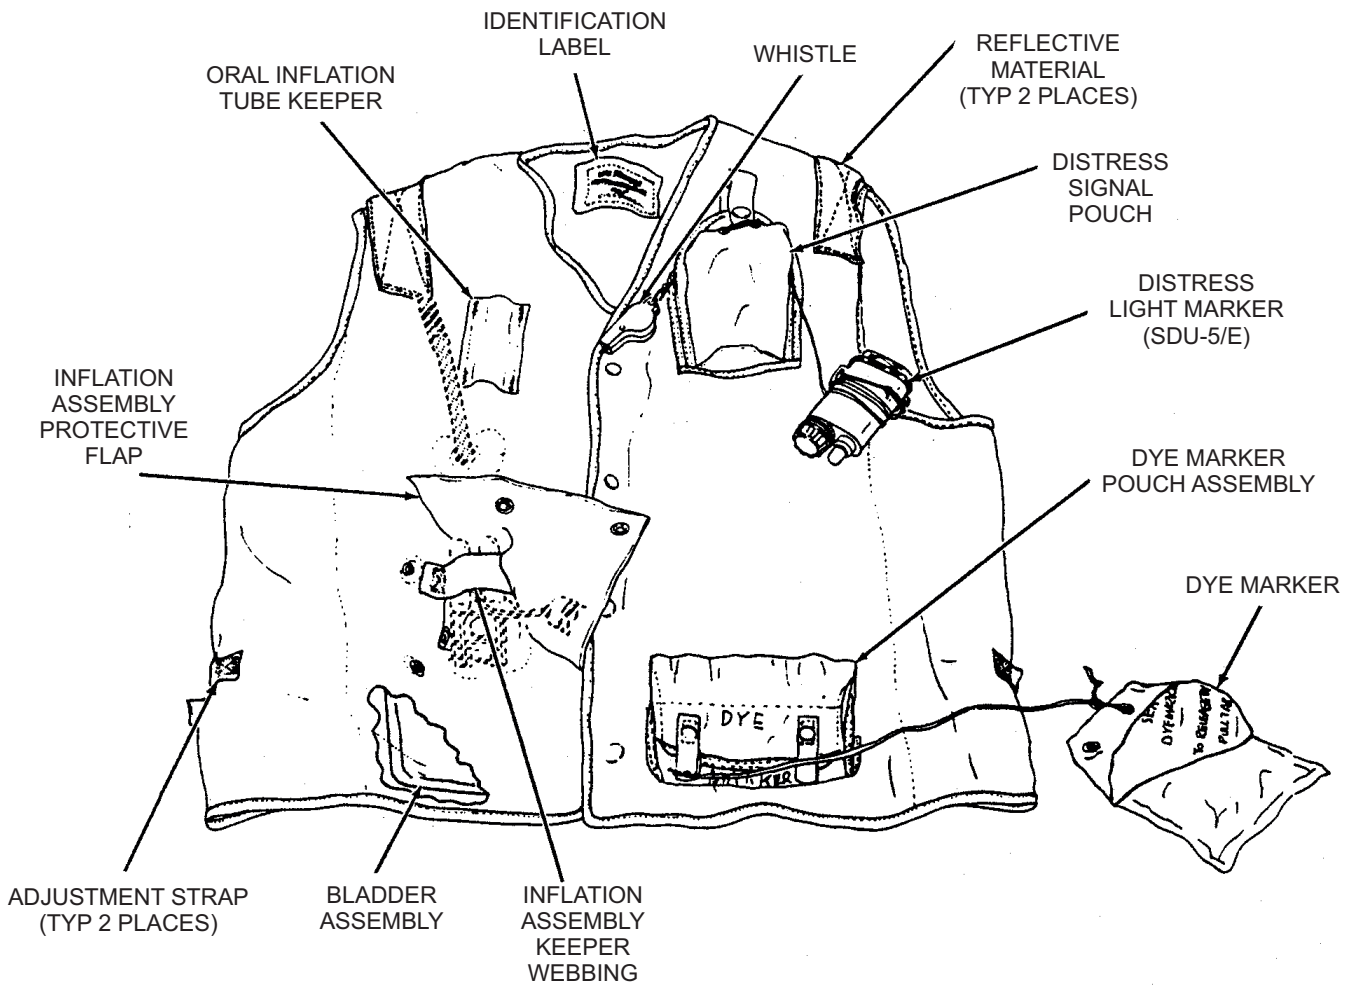 IDENTIFICATION
LABEL
WHISTLE
REFLECTIVE
MATERIAL
(TYP 2 PLACES)
ORAL INFLATION
TUBE KEEPER
DISTRESS
SIGNAL
POUCH
DISTRESS
LIGHT MARKER
(SDU-5/E)
INFLATION
ASSEMBLY
PROTECTIVE
FLAP
DYE MARKER
POUCH ASSEMBLY
DYE MARKER
DYE
ADJUSTMENT STRAP
(TYP 2 PLACES)
BLADDER
ASSEMBLY
INFLATION
ASSEMBLY
KEEPER
WEBBING